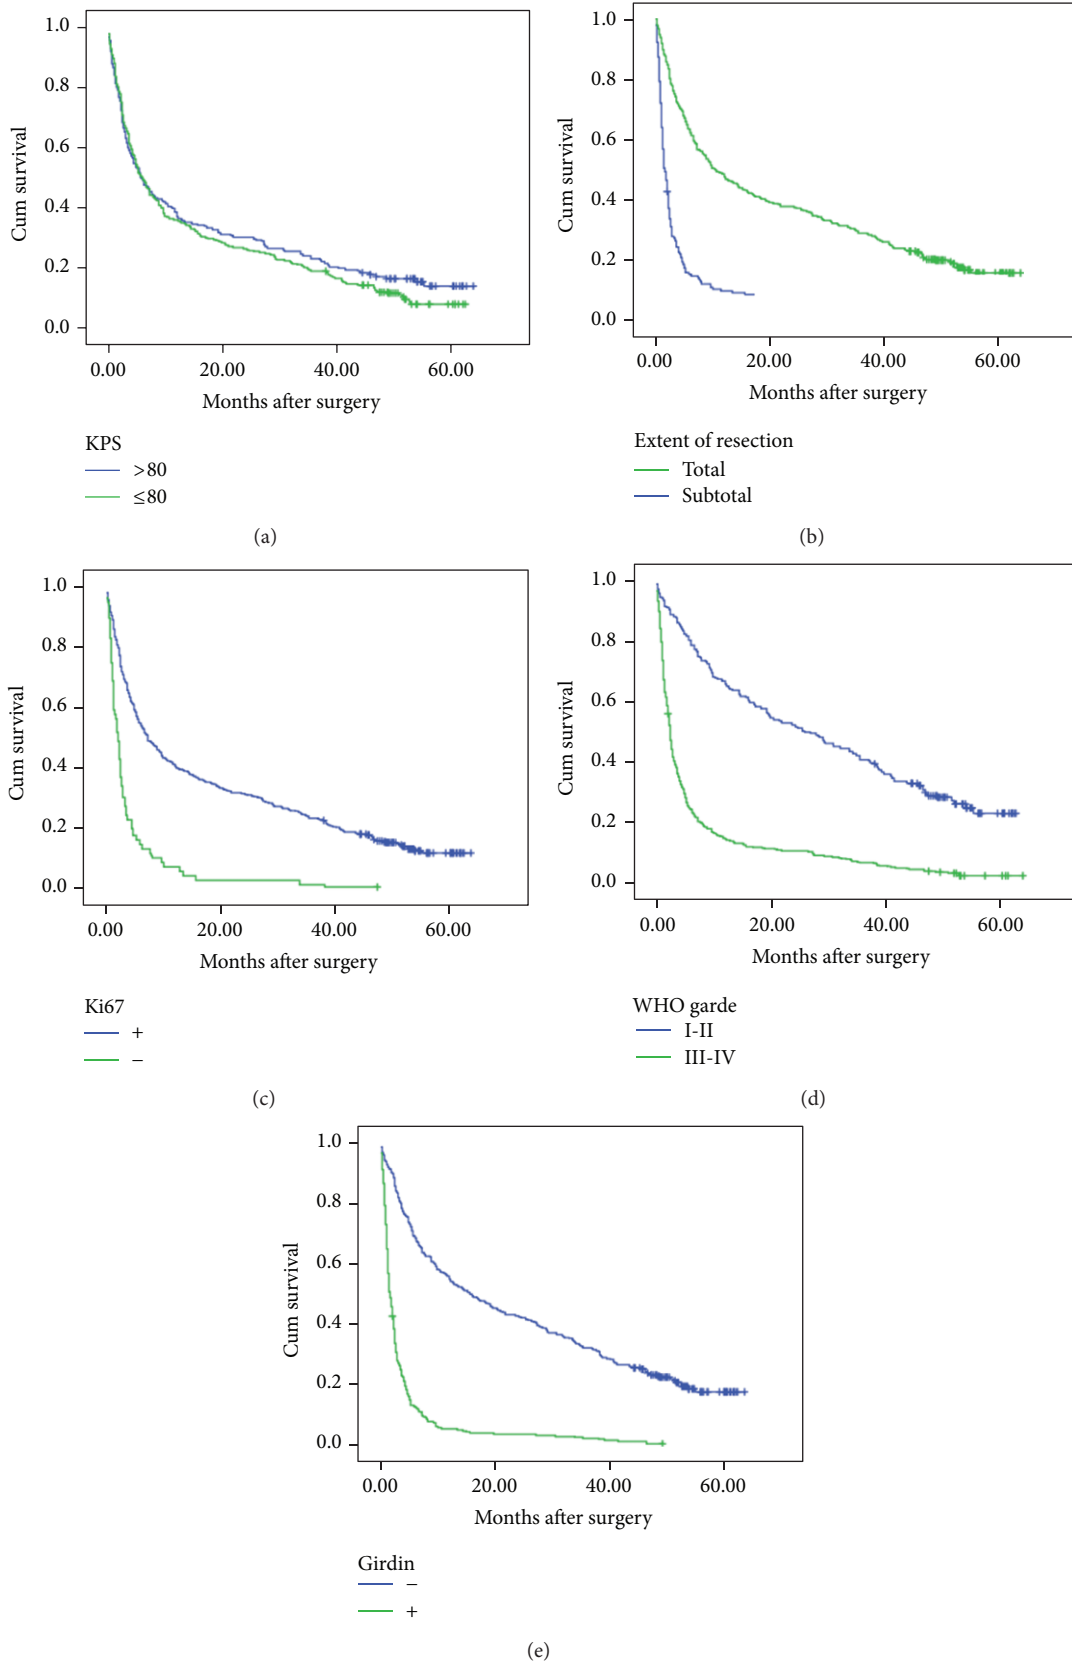 1.0
0.8
0.6
0.4
0.2
0.0
Cum survival
0.00 20.00 40.00 60.00
Months after surgery
KPS
>80
≤80
(a)
1.0
0.8
0.6
0.4
0.2
0.0
Cum survival
0.00 20.00 40.00 60.00
Months after surgery
Extent of resection
Total
Subtotal
(b)
1.0
0.8
0.6
0.4
0.2
0.0
Cum survival
0.00 20.00 40.00 60.00
Months after surgery
Ki67
+
−
(c)
1.0
0.8
0.6
0.4
0.2
0.0
Cum survival
0.00 20.00 40.00 60.00
Months after surgery
WHO garde
I-II
III-IV
(d)
1.0
0.8
0.6
0.4
0.2
0.0
Cum survival
0.00 20.00 40.00 60.00
Months after surgery
Girdin
−
+
(e)